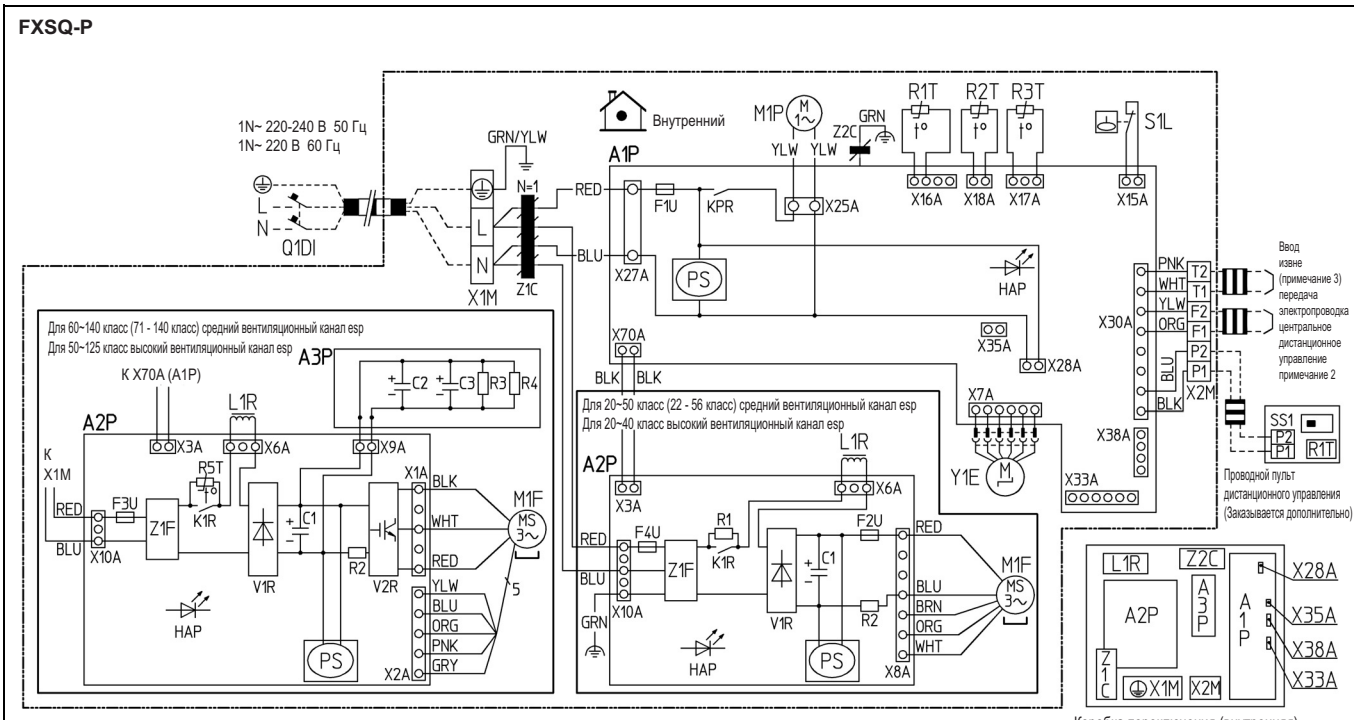 FXSQ-P
1N~ 220-240 В 50 Гц
1N~ 220 В 60 Гц
L
N
Q1DI
GRN/YLW
L
N
X1M
N=1
Z1C
RED
BLU
Внутренний
A1P
X27A
F1U
KPR
PS
M1P
M
1~
YLW
YLW
X25A
Z2C
GRN
R1T
t°
X16A
R2T
t°
X18A
R3T
t°
X17A
S1L
X15A
HAP
X35A
X28A
X70A
BLK
BLK
X7A
Y1E
M
X30A
X38A
X33A
PNK
WHT
YLW
ORG
BLU
BLK
T2
T1
F2
F1
P2
P1
X2M
Ввод
извне
(примечание 3)
передача
электропроводка
центральное
дистанционное
управление
примечание 2
SS1
P2
P1
R1T
Проводной пульт
дистанционного управления
(Заказывается дополнительно)
Для 60~140 класс (71 - 140 класс) средний вентиляционный канал esp
Для 50~125 класс высокий вентиляционный канал esp
A3P
C2
C3
R3
R4
К X70A (A1P)
L1R
A2P
X3A
X6A
X9A
К
X1M
RED
BLU
X10A
F3U
Z1F
R5T
t°
K1R
V1R
C1
R2
V2R
X1A
BLK
WHT
RED
M1F
MS
3~
5
YLW
BLU
ORG
PNK
GRY
X2A
HAP
PS
Для 20~50 класс (22 - 56 класс) средний вентиляционный канал esp
Для 20~40 класс высокий вентиляционный канал esp
L1R
A2P
X3A
X6A
RED
BLU
GRN
X10A
F4U
Z1F
R1
K1R
V1R
C1
F2U
R2
RED
BLU
BRN
ORG
WHT
X8A
M1F
MS
3~
HAP
PS
L1R
Z2C
A2P
A3P
A1P
Z1C
X1M
X2M
X28A
X35A
X38A
X33A